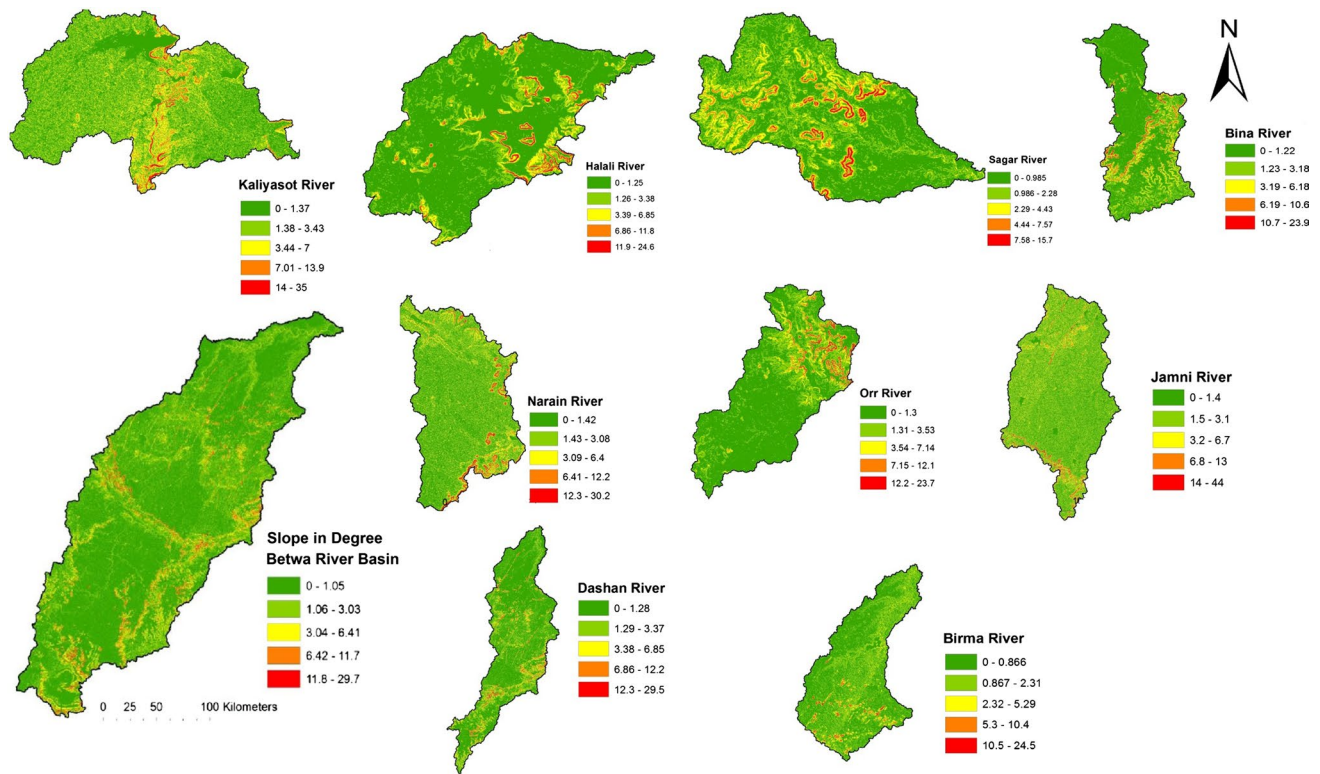 N
Kaliyasot River
0 - 1.37
1.38 - 3.43
3.44 - 7
7.01 - 13.9
14 - 35
Halali River
0 - 1.25
1.26 - 3.38
3.39 - 6.85
6.86 - 11.8
11.9 - 24.6
Sagar River
0 - 0.985
0.986 - 2.28
2.29 - 4.43
4.44 - 7.57
7.58 - 15.7
Bina River
0 - 1.22
1.23 - 3.18
3.19 - 6.18
6.19 - 10.6
10.7 - 23.9
Slope in Degree
Betwa River Basin
0 - 1.05
1.06 - 3.03
3.04 - 6.41
6.42 - 11.7
11.8 - 29.7
0 25 50 100 Kilometers
Narain River
0 - 1.42
1.43 - 3.08
3.09 - 6.4
6.41 - 12.2
12.3 - 30.2
0
Orr River
0 - 1.3
1.31 - 3.53
3.54 - 7.14
7.15 - 12.1
12.2 - 23.7
Jamni River
0 - 1.4
1.5 - 3.1
3.2 - 6.7
6.8 - 13
14 - 44
Dashan River
0 - 1.28
1.29 - 3.37
3.38 - 6.85
6.86 - 12.2
12.3 - 29.5
Birma River
0 - 0.866
0.867 - 2.31
2.32 - 5.29
5.3 - 10.4
10.5 - 24.5